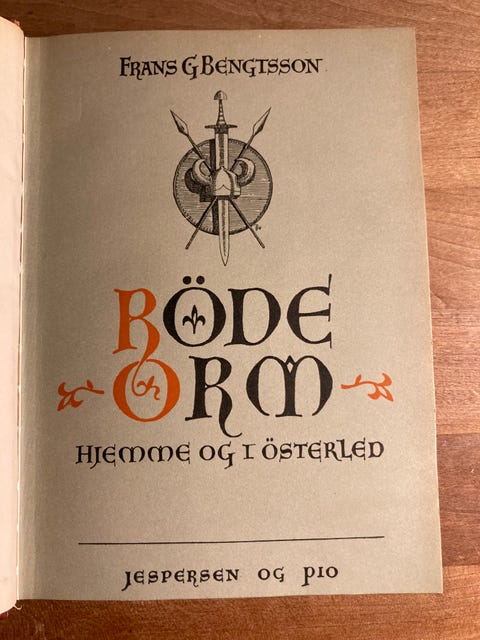 Frans G Bengtsson
RÖDE
ORM
HJEMME OG I ÖSTERLED
JESPERSEN OG PIO